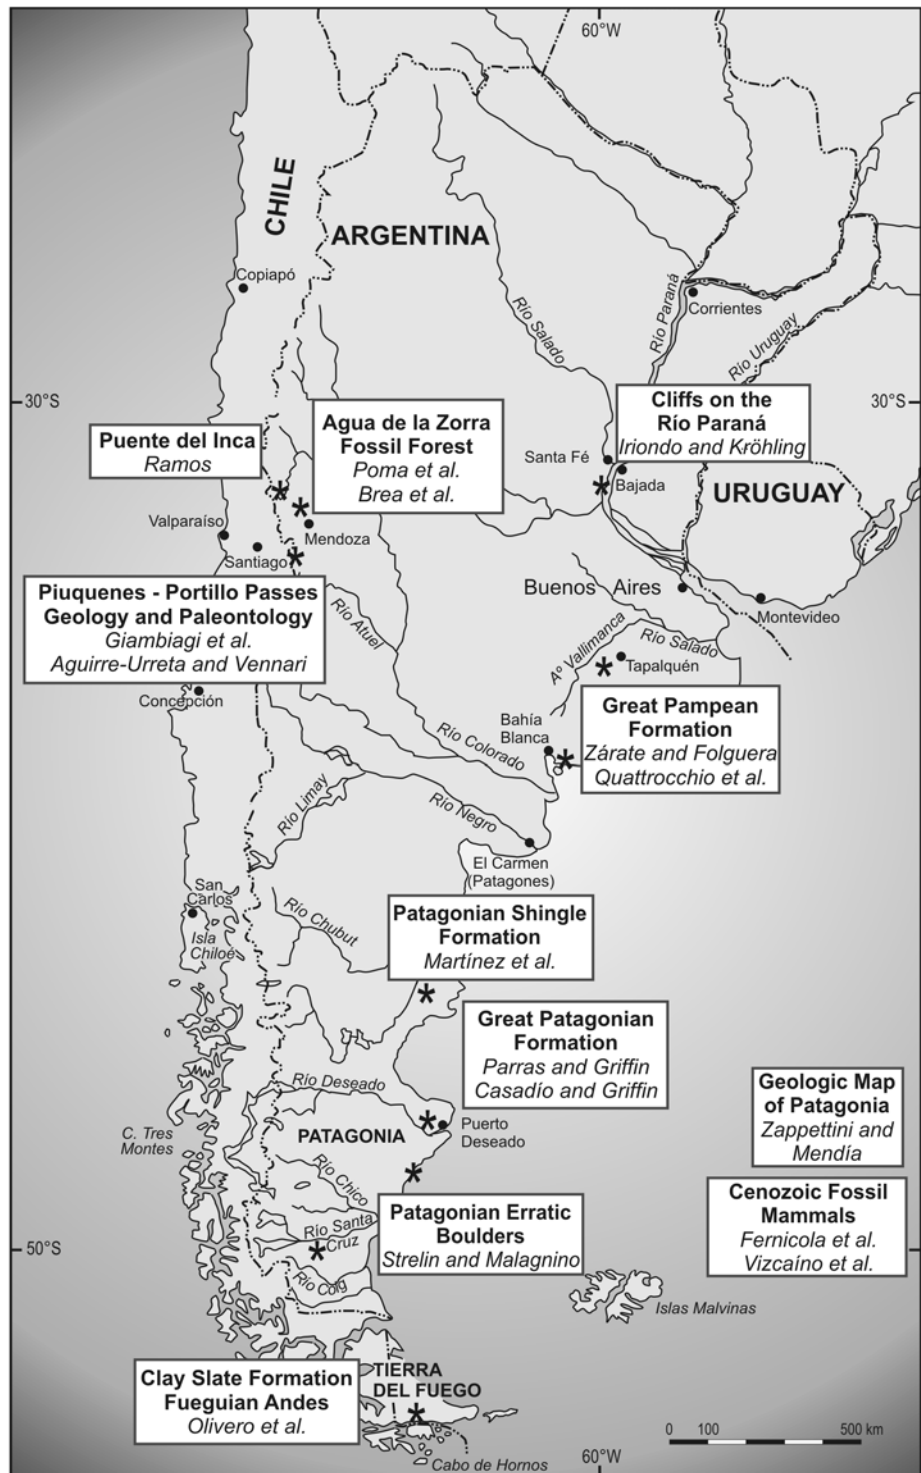 60°W
CHILE
ARGENTINA
Copiapó
Río Salado
Río Paraná
Corrientes
Río Uruguay
30°S
30°S
Puente del Inca
Ramos
Agua de la Zorra
Fossil Forest
Poma et al.
Brea et al.
Cliffs on the
Río Paraná
Iriondo and Kröhling
Santa Fé
Bajada
URUGUAY
Valparaíso
Mendoza
Santiago
Piuquenes - Portillo Passes
Geology and Paleontology
Giambiagi et al.
Aguirre-Urreta and Vennari
Río Atuel
Buenos Aires
Montevideo
Aº Vallimanca
Río Salado
Tapalquén
Concepción
Bahía
Blanca
Río Colorado
Great Pampean
Formation
Zárate and Folguera
Quattrocchio et al.
Río Limay
Río Negro
El Carmen
(Patagones)
San
Carlos
Isla
Chiloé
Río Chubut
Patagonian Shingle
Formation
Martínez et al.
Great Patagonian
Formation
Parras and Griffin
Casadío and Griffin
Río Deseado
Puerto
Deseado
C. Tres
Montes
PATAGONIA
Geologic Map
of Patagonia
Zappettini and
Mendía
Río Chico
Río Santa
Cruz
Patagonian Erratic
Boulders
Strelin and Malagnino
Cenozoic Fossil
Mammals
Fernicola et al.
Vizcaíno et al.
50°S
Río Coig
Islas Malvinas
Clay Slate Formation
Fueguian Andes
Olivero et al.
TIERRA
DEL FUEGO
0 100 500 km
Cabo de Hornos
60°W